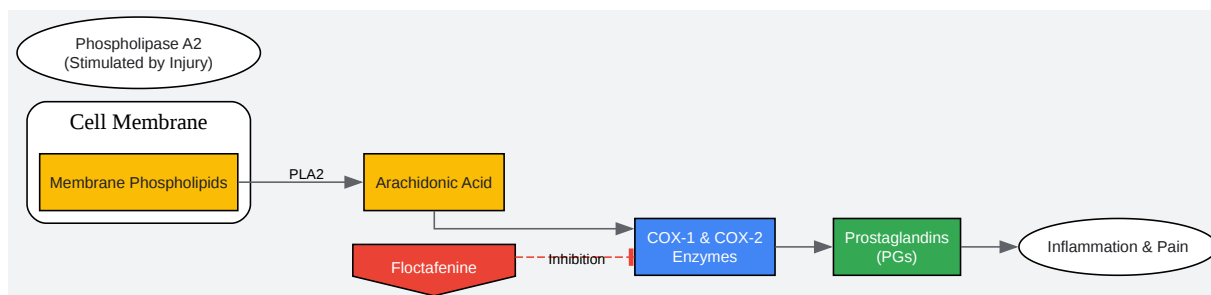 Phospholipase A2
(Stimulated by Injury)
Cell Membrane
Membrane Phospholipids
PLA2
Arachidonic Acid
COX-1 & COX-2
Enzymes
Prostaglandins
(PGs)
Inflammation & Pain
Floctafenine
Inhibition